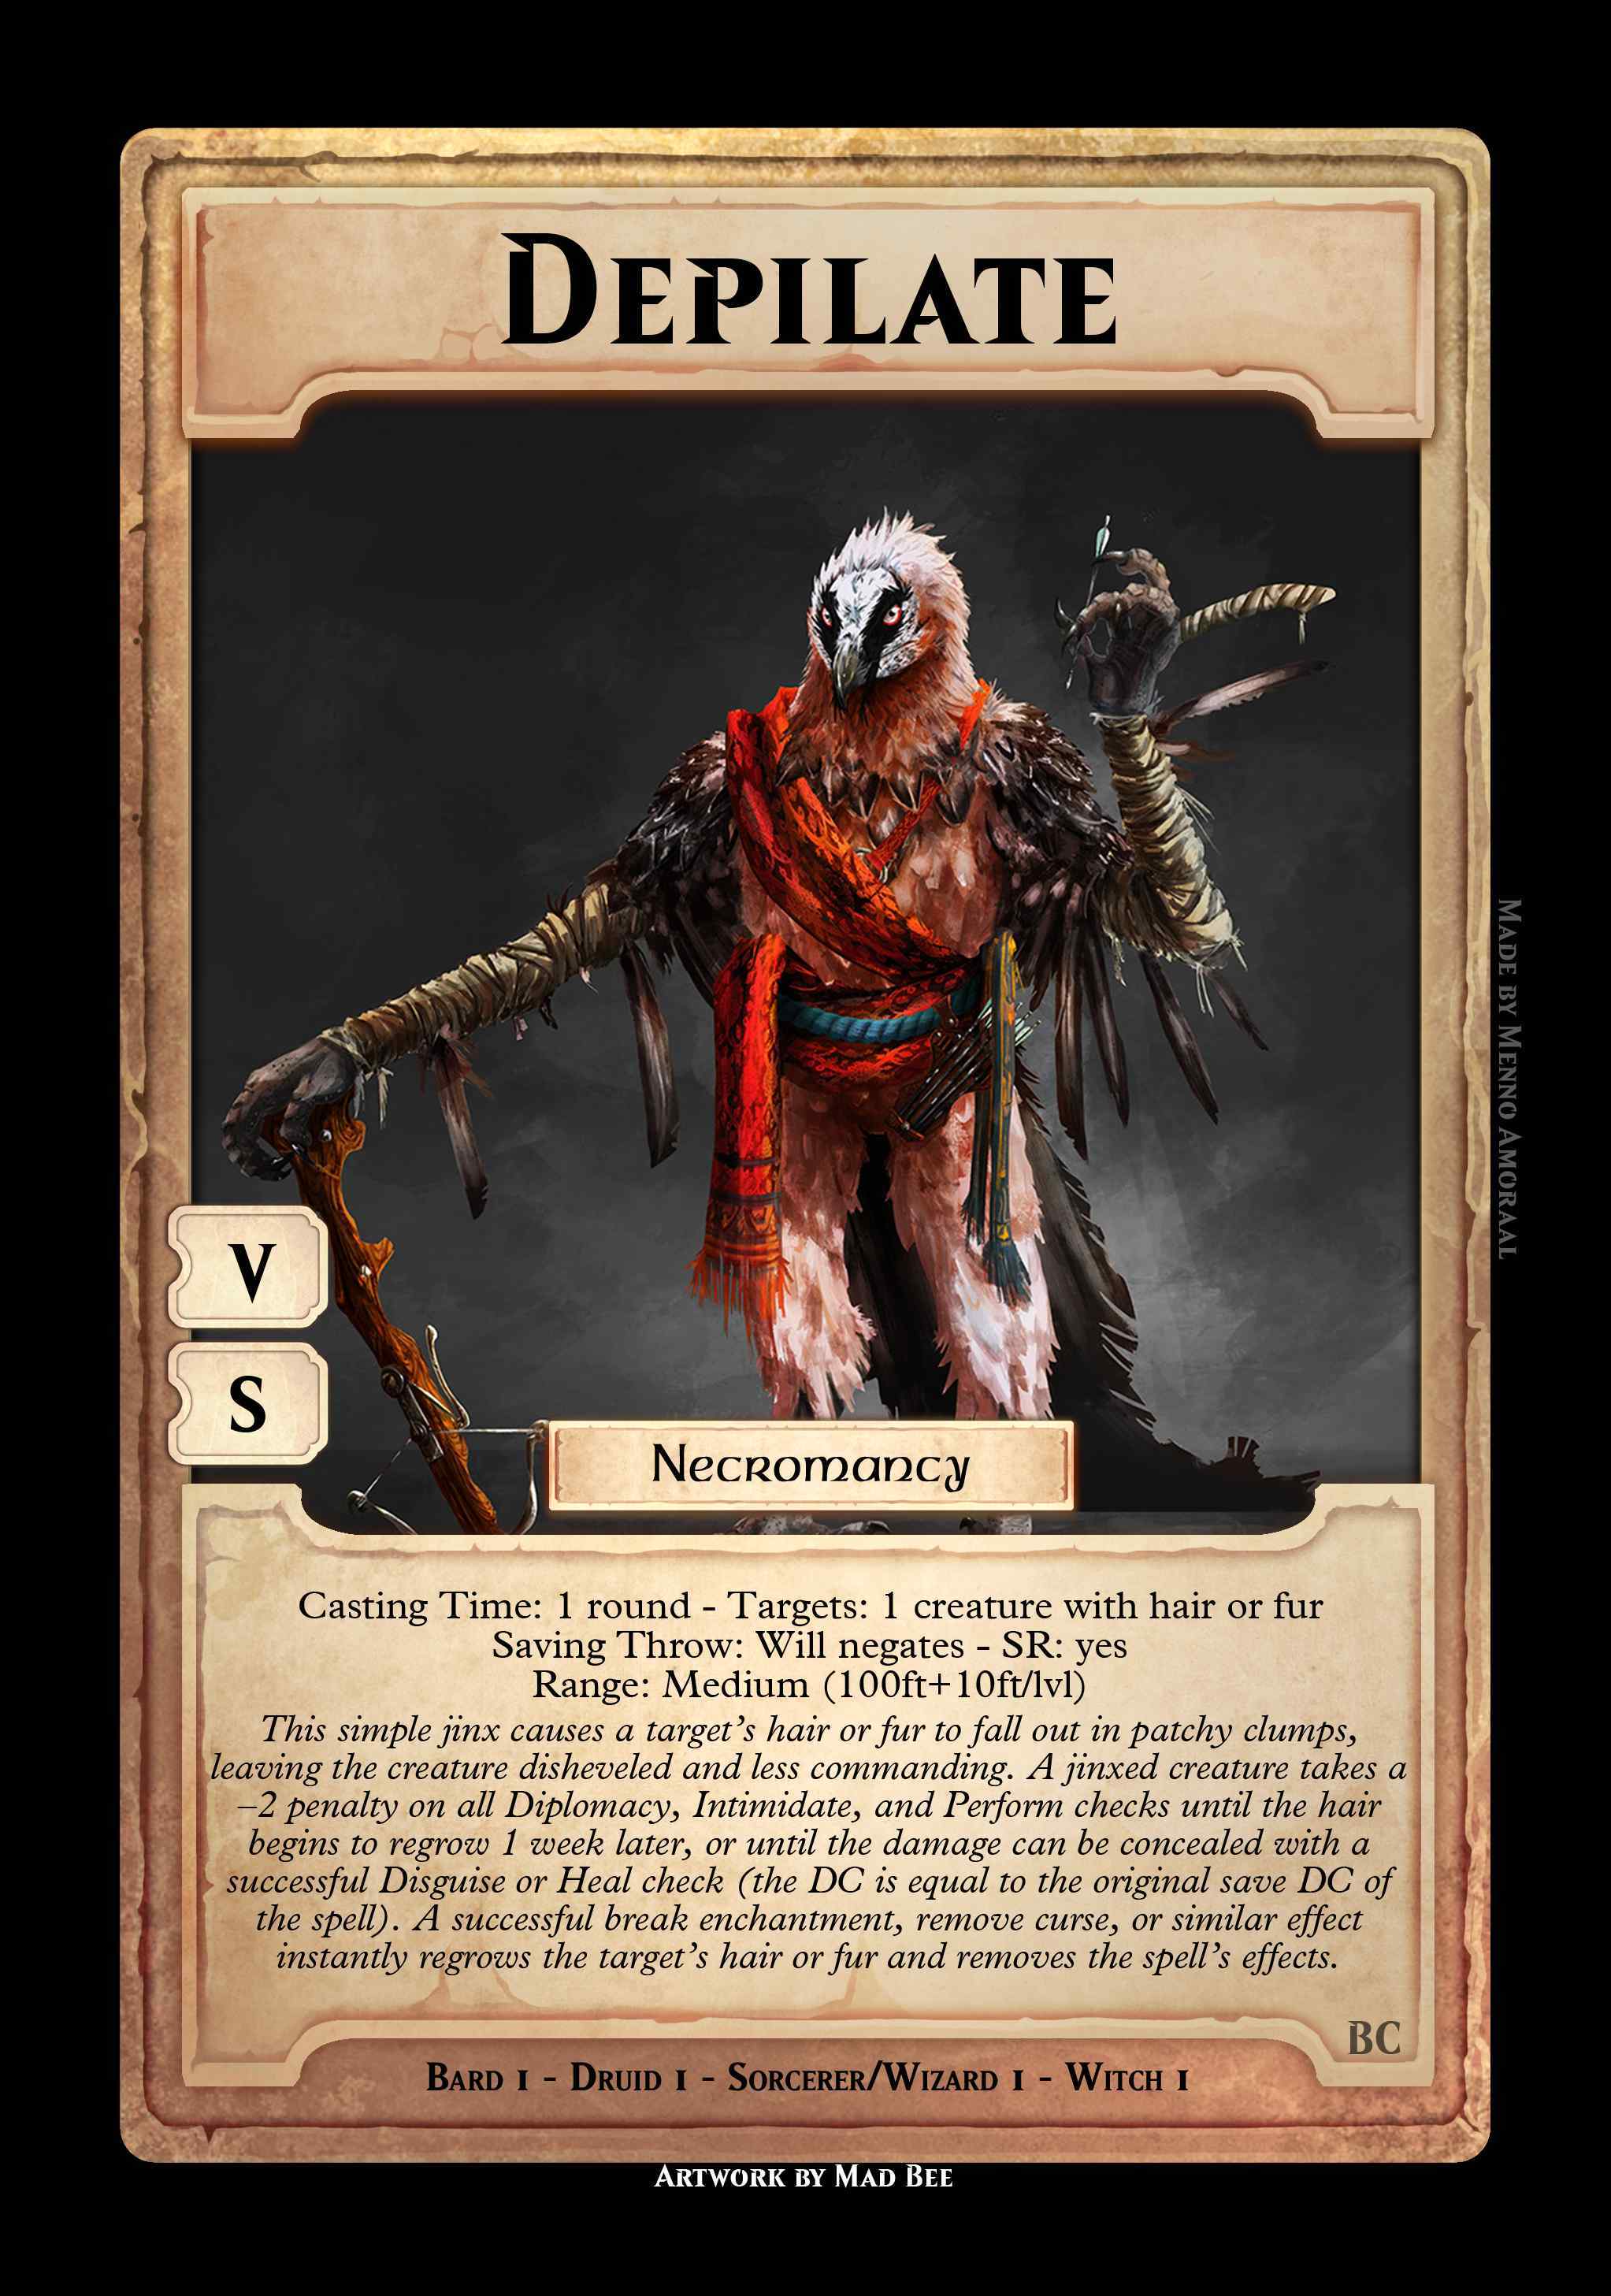 Depilate
V
S
Necromancy
Casting Time: 1 round - Targets: 1 creature with hair or fur
Saving Throw: Will negates - SR: yes
Range: Medium (100ft+10ft/lvl)
This simple jinx causes a target's hair or fur to fall out in patchy clumps,
leaving the creature disheveled and less commanding. A jinxed creature takes a
–2 penalty on all Diplomacy, Intimidate, and Perform checks until the hair
begins to regrow 1 week later, or until the damage can be concealed with a
successful Disguise or Heal check (the DC is equal to the original save DC of
the spell). A successful break enchantment, remove curse, or similar effect
instantly regrows the target's hair or fur and removes the spell's effects.
BC
Bard 1 - Druid 1 - Sorcerer/Wizard 1 - Witch 1
Artwork by Mad Bee
Made by Menno Amoraal